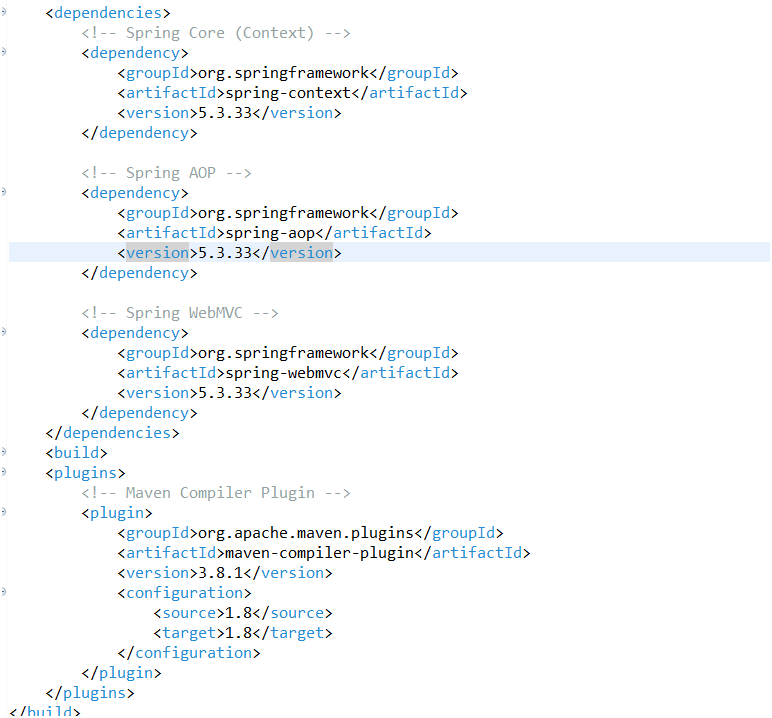 <dependencies>
<!-- Spring Core (Context) -->
<dependency>
<groupId>org.springframework</groupId>
<artifactId>spring-context</artifactId>
<version>5.3.33</version>
</dependency>
<!-- Spring AOP -->
<dependency>
<groupId>org.springframework</groupId>
<artifactId>spring-aop</artifactId>
<version>5.3.33</version>
</dependency>
<!-- Spring WebMVC -->
<dependency>
<groupId>org.springframework</groupId>
<artifactId>spring-webmvc</artifactId>
<version>5.3.33</version>
</dependency>
</dependencies>
<build>
<plugins>
<!-- Maven Compiler Plugin -->
<plugin>
<groupId>org.apache.maven.plugins</groupId>
<artifactId>maven-compiler-plugin</artifactId>
<version>3.8.1</version>
<configuration>
<source>1.8</source>
<target>1.8</target>
</configuration>
</plugin>
</plugins>
</build>